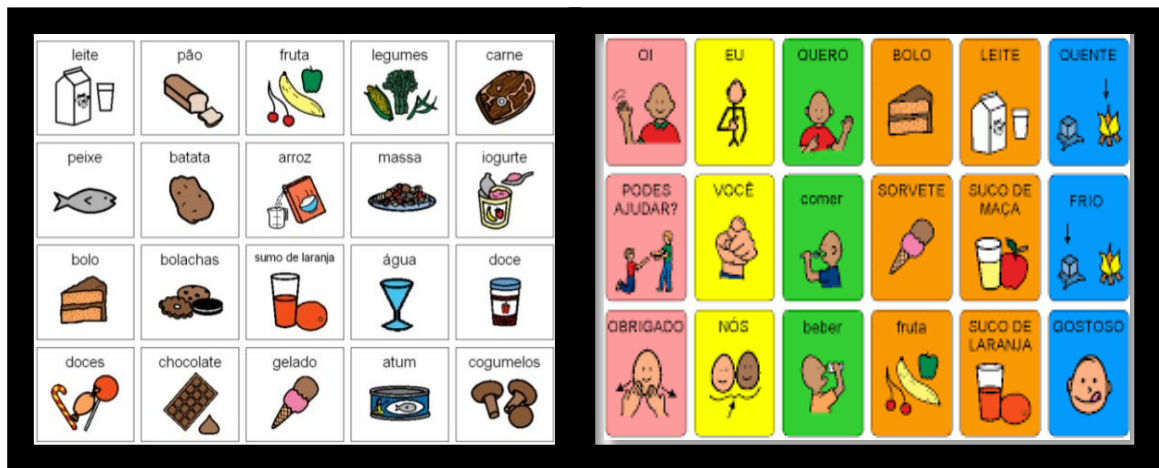 leite
pão
fruta
legumes
carne
peixe
batata
arroz
massa
iogurte
bolo
bolachas
sumo de laranja
água
doce
doces
chocolate
gelado
atum
cogumelos
OI
EU
QUERO
BOLO
LEITE
QUENTE
PODES
AJUDAR?
VOCÊ
comer
SORVETE
SUCO DE
MAÇA
FRIO
OBRIGADO
NÓS
beber
fruta
SUCO DE
LARANJA
GOSTOSO